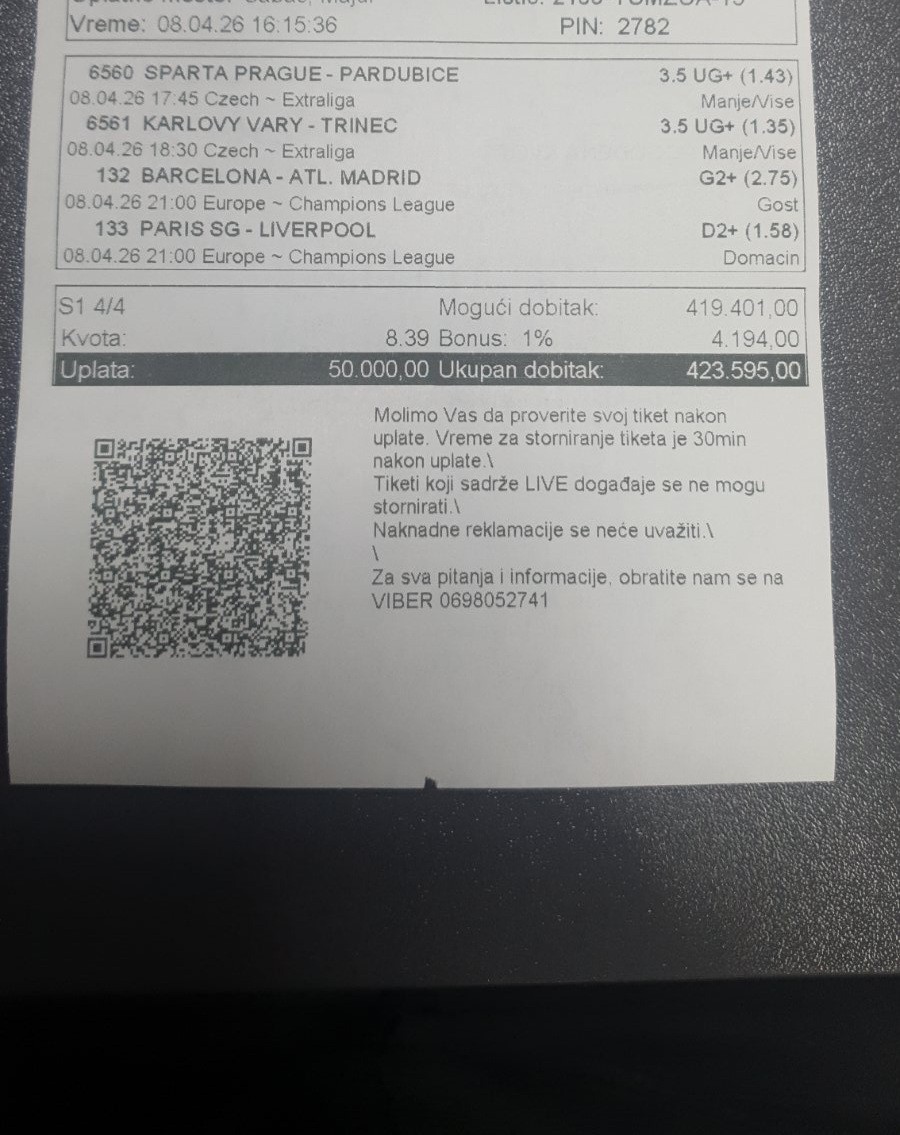 Vreme: 08.04.26 16:15:36 PIN: 2782
6560 SPARTA PRAGUE - PARDUBICE 3.5 UG+ (1.43)
08.04.26 17:45 Czech ~ Extraliga Manje/Vise
6561 KARLOVY VARY - TRINEC 3.5 UG+ (1.35)
08.04.26 18:30 Czech ~ Extraliga Manje/Vise
132 BARCELONA - ATL. MADRID G2+ (2.75)
08.04.26 21:00 Europe ~ Champions League Gost
133 PARIS SG - LIVERPOOL D2+ (1.58)
08.04.26 21:00 Europe ~ Champions League Domacin
S1 4/4 Mogući dobitak: 419.401,00
Kvota: 8.39 Bonus: 1% 4.194,00
Uplata: 50.000,00 Ukupan dobitak: 423.595,00
Molimo Vas da proverite svoj tiket nakon
uplate. Vreme za storniranje tiketa je 30min
nakon uplate.\
Tiketi koji sadrže LIVE događaje se ne mogu
stornirati.\
Naknadne reklamacije se neće uvažiti.\
\
Za sva pitanja i informacije, obratite nam se na
VIBER 0698052741